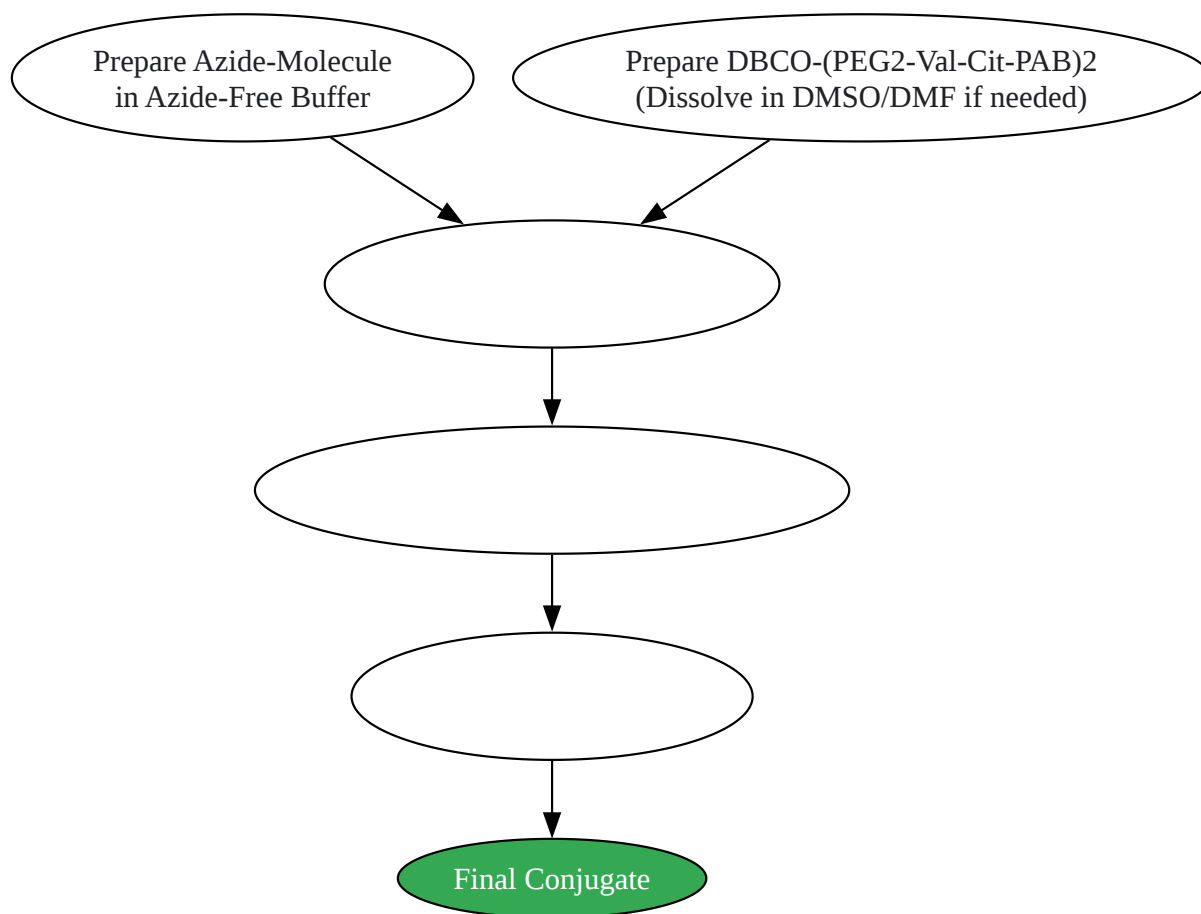 Prepare Azide-Molecule
in Azide-Free Buffer
Prepare DBCO-(PEG2-Val-Cit-PAB)2
(Dissolve in DMSO/DMF if needed)
Final Conjugate